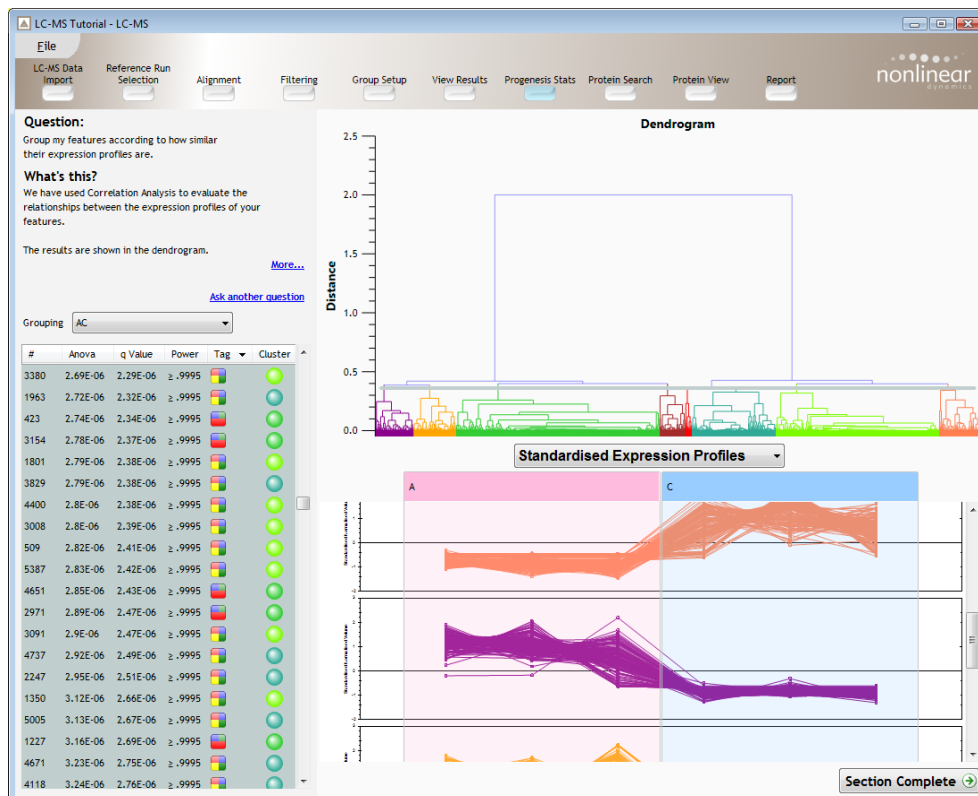 LC-MS Tutorial - LC-MS
File
LC-MS Data Import
Reference Run Selection
Alignment
Filtering
Group Setup
View Results
Progenesis Stats
Protein Search
Protein View
Report
nonlinear
dynamics
Question:
Group my features according to how similar
their expression profiles are.
What's this?
We have used Correlation Analysis to evaluate the
relationships between the expression profiles of your
features.
The results are shown in the dendrogram.
More...
Ask another question
Grouping AC
# Anova q Value Power Tag Cluster
3380 2.69E-06 2.29E-06 ≥ .9995
1963 2.72E-06 2.32E-06 ≥ .9995
423 2.74E-06 2.34E-06 ≥ .9995
3154 2.78E-06 2.37E-06 ≥ .9995
1801 2.79E-06 2.38E-06 ≥ .9995
3829 2.79E-06 2.38E-06 ≥ .9995
4400 2.8E-06 2.38E-06 ≥ .9995
3008 2.8E-06 2.39E-06 ≥ .9995
509 2.82E-06 2.41E-06 ≥ .9995
5387 2.83E-06 2.42E-06 ≥ .9995
4651 2.85E-06 2.43E-06 ≥ .9995
2971 2.89E-06 2.47E-06 ≥ .9995
3091 2.9E-06 2.47E-06 ≥ .9995
4737 2.92E-06 2.49E-06 ≥ .9995
2247 2.95E-06 2.51E-06 ≥ .9995
1350 3.12E-06 2.66E-06 ≥ .9995
5005 3.13E-06 2.67E-06 ≥ .9995
1227 3.16E-06 2.69E-06 ≥ .9995
4671 3.23E-06 2.75E-06 ≥ .9995
4118 3.24E-06 2.76E-06 ≥ .9995
Dendrogram
Distance
2.5
2.0
1.5
1.0
0.5
0.0
Standardised Expression Profiles
A
C
Section Complete